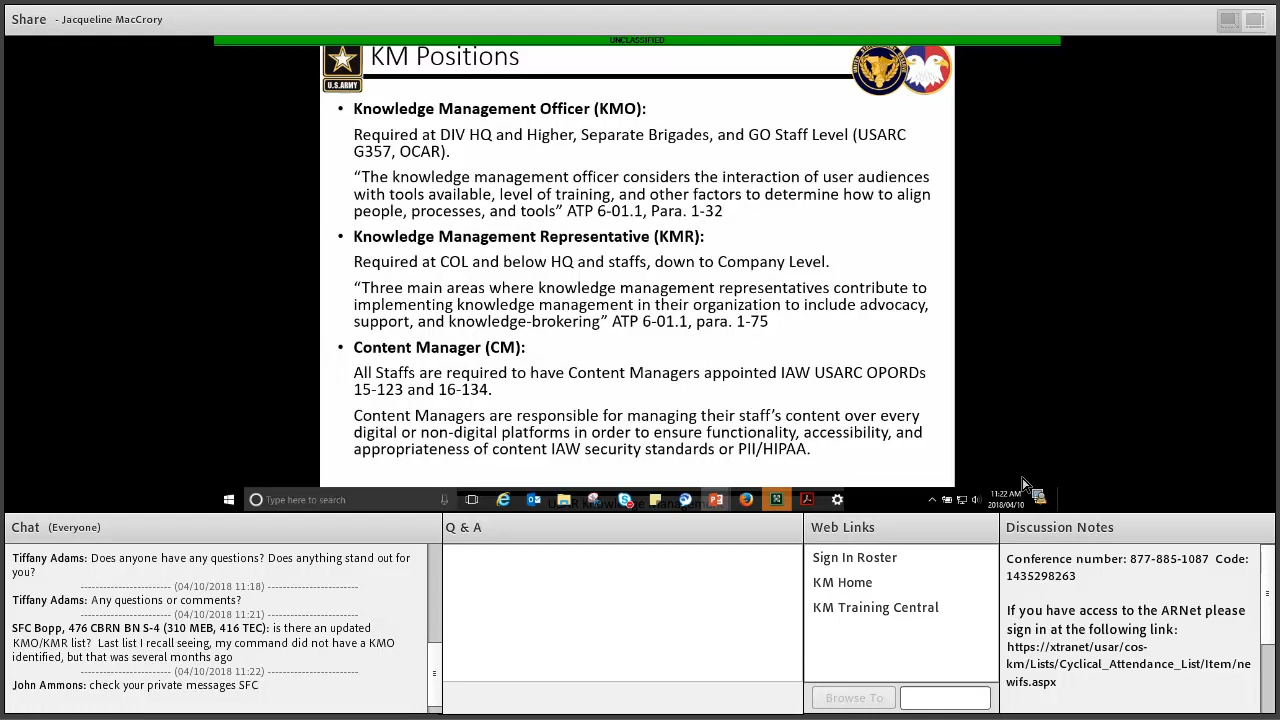 Share - Jacqueline MacCrory
UNCLASSIFIED
KM Positions
U.S.ARMY
• Knowledge Management Officer (KMO):
Required at DIV HQ and Higher, Separate Brigades, and GO Staff Level (USARC
G357, OCAR).
“The knowledge management officer considers the interaction of user audiences
with tools available, level of training, and other factors to determine how to align
people, processes, and tools” ATP 6-01.1, Para. 1-32
• Knowledge Management Representative (KMR):
Required at COL and below HQ and staffs, down to Company Level.
“Three main areas where knowledge management representatives contribute to
implementing knowledge management in their organization to include advocacy,
support, and knowledge-brokering” ATP 6-01.1, para. 1-75
• Content Manager (CM):
All Staffs are required to have Content Managers appointed IAW USARC OPORDs
15-123 and 16-134.
Content Managers are responsible for managing their staff’s content over every
digital or non-digital platforms in order to ensure functionality, accessibility, and
appropriateness of content IAW security standards or PII/HIPAA.
Type here to search
11:22 AM
2018/04/10
Chat (Everyone)
Tiffany Adams: Does anyone have any questions? Does anything stand out for
you?
------------------------ (04/10/2018 11:18) ------------------------
Tiffany Adams: Any questions or comments?
------------------------ (04/10/2018 11:21) ------------------------
SFC Bopp, 476 CBRN BN S-4 (310 MEB, 416 TEC): is there an updated
KMO/KMR list? Last list I recall seeing, my command did not have a KMO
identified, but that was several months ago
------------------------ (04/10/2018 11:22) ------------------------
John Ammons: check your private messages SFC
Q & A
Web Links
Sign In Roster
KM Home
KM Training Central
Browse To
Discussion Notes
Conference number: 877-885-1087 Code:
1435298263
If you have access to the ARNet please
sign in at the following link:
https://xtranet/usar/cos-
km/Lists/Cyclical_Attendance_List/Item/ne
wifs.aspx